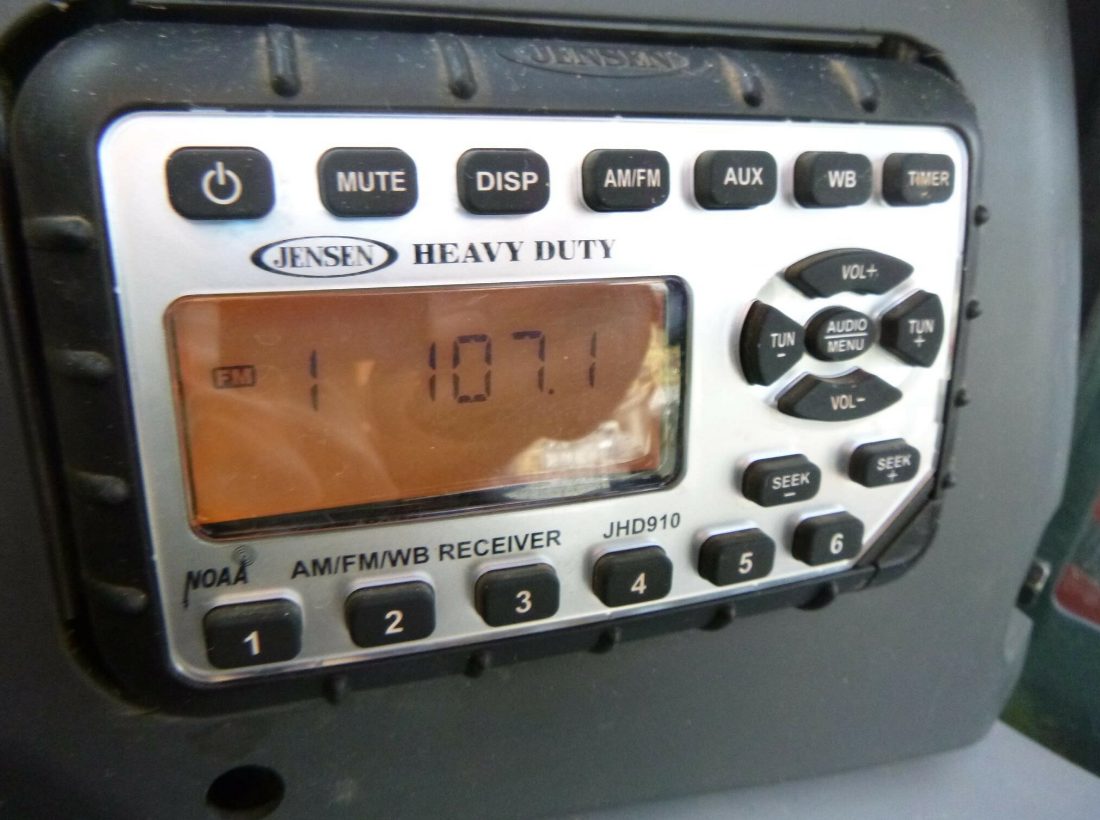 JENSEN
⏻ MUTE DISP AM/FM AUX WB TIMER
JENSEN HEAVY DUTY
VOL+
TUN - AUDIO MENU TUN +
VOL-
FM 1 107.1
SEEK - SEEK +
NOAA AM/FM/WB RECEIVER JHD910
1 2 3 4 5 6